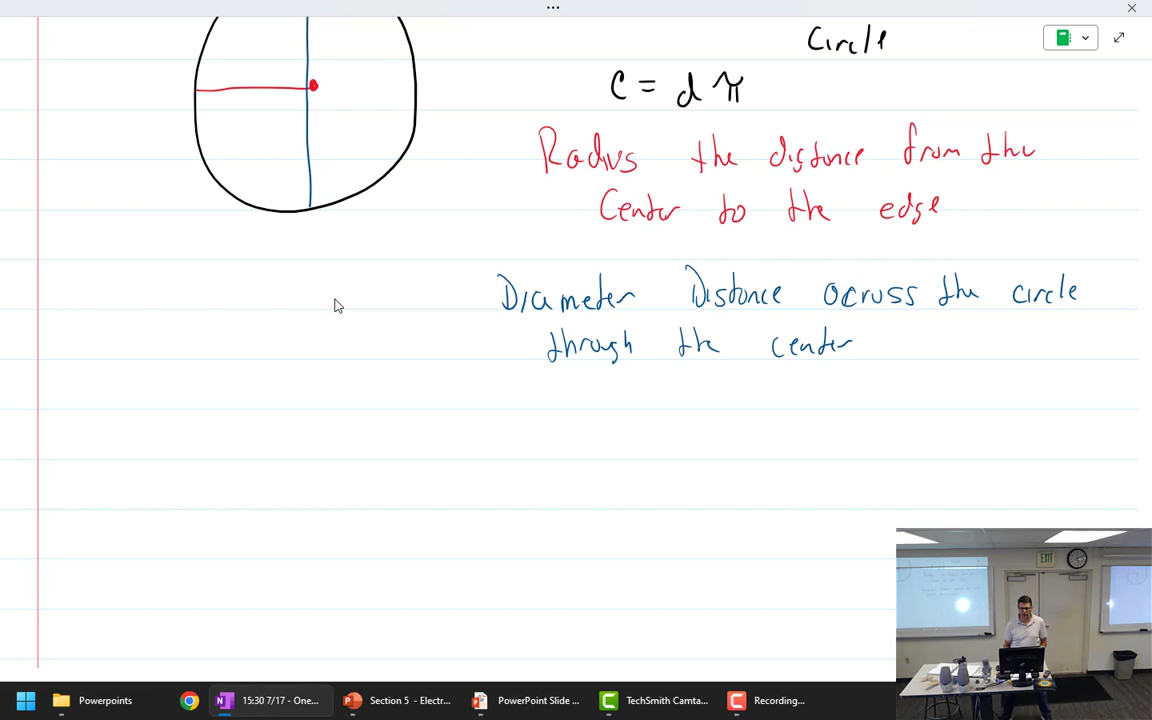 Circle
C = d π
Radius the distance from the
Center to the edge
Diameter Distance across the circle
through the center
EXIT
Powerpoints
15:30 7/17 - One...
Section 5 - Electr...
PowerPoint Slide ...
TechSmith Camta...
Recording...